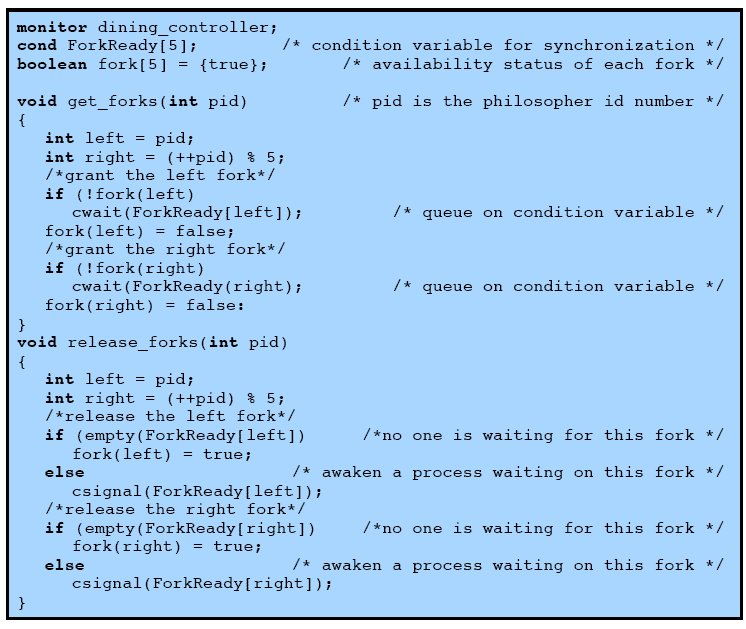 monitor dining_controller;
cond ForkReady[5]; /* condition variable for synchronization */
boolean fork[5] = {true}; /* availability status of each fork */
void get_forks(int pid) /* pid is the philosopher id number */
{
int left = pid;
int right = (++pid) % 5;
/*grant the left fork*/
if (!fork(left)
cwait(ForkReady[left]); /* queue on condition variable */
fork(left) = false;
/*grant the right fork*/
if (!fork(right)
cwait(ForkReady(right); /* queue on condition variable */
fork(right) = false:
}
void release_forks(int pid)
{
int left = pid;
int right = (++pid) % 5;
/*release the left fork*/
if (empty(ForkReady[left]) /*no one is waiting for this fork */
fork(left) = true;
else /* awaken a process waiting on this fork */
csignal(ForkReady[left]);
/*release the right fork*/
if (empty(ForkReady[right]) /*no one is waiting for this fork */
fork(right) = true;
else /* awaken a process waiting on this fork */
csignal(ForkReady[right]);
}